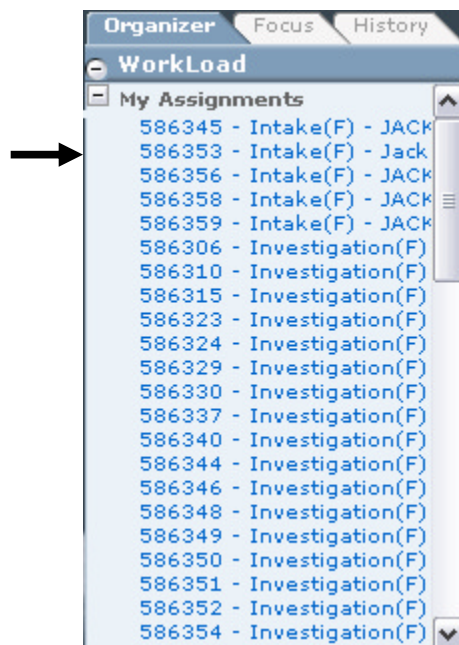 Organizer Focus History
WorkLoad
My Assignments
586345 - Intake(F) - JACK
586353 - Intake(F) - Jack
586356 - Intake(F) - JACK
586358 - Intake(F) - JACK
586359 - Intake(F) - JACK
586306 - Investigation(F)
586310 - Investigation(F)
586315 - Investigation(F)
586323 - Investigation(F)
586324 - Investigation(F)
586329 - Investigation(F)
586330 - Investigation(F)
586337 - Investigation(F)
586340 - Investigation(F)
586344 - Investigation(F)
586346 - Investigation(F)
586348 - Investigation(F)
586349 - Investigation(F)
586350 - Investigation(F)
586351 - Investigation(F)
586352 - Investigation(F)
586354 - Investigation(F)